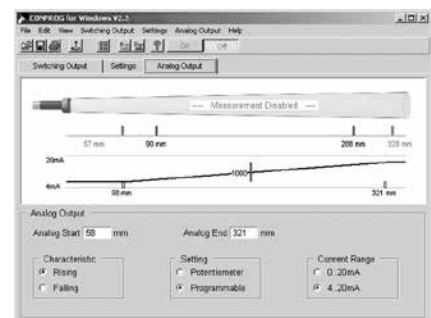 COMPROG for Windows V2.3
File Edit View Switching Output Settings Analog Output Help
On Off
Switching Output Settings Analog Output
---- Measurement Disabled ----
57 mm 90 mm 288 mm 328 mm
20mA
1000
4mA
58 mm 321 mm
Analog Output
Analog Start 58 mm Analog End 321 mm
Characteristic Setting Current Range
Rising Potentiometer 0..20mA
Falling Programmable 4..20mA